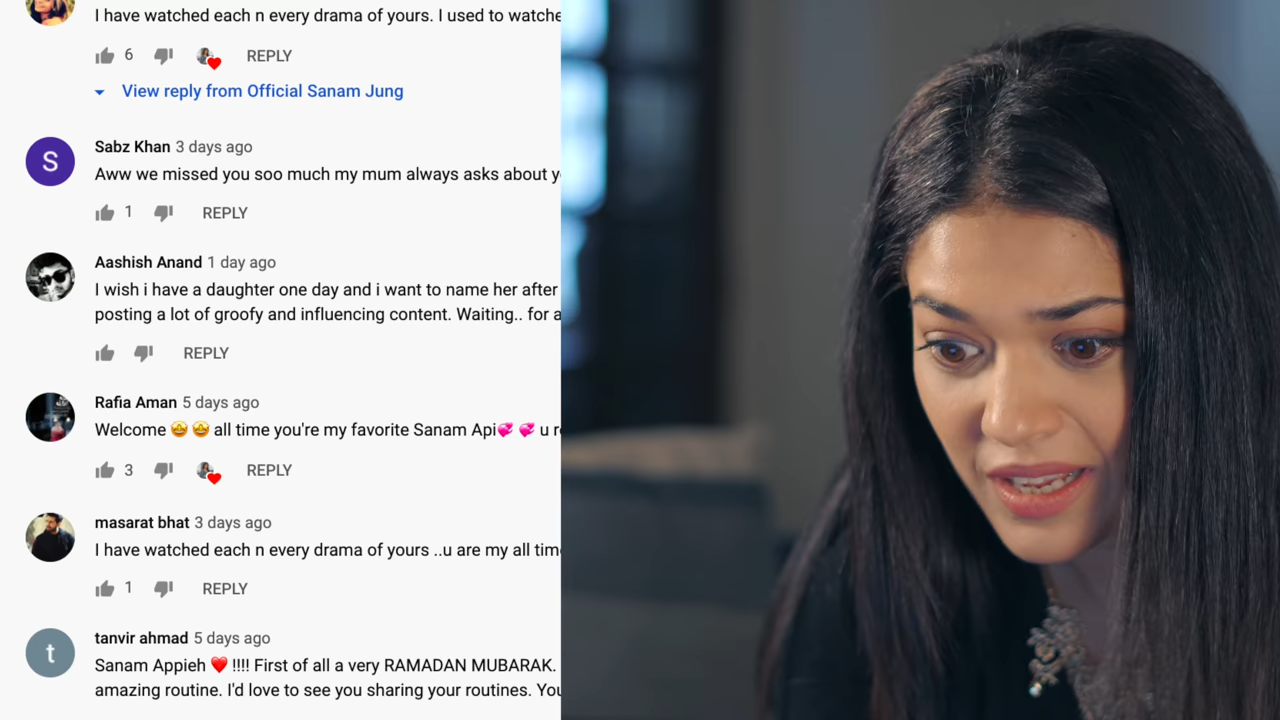 I have watched each n every drama of yours. I used to watche
6 REPLY
View reply from Official Sanam Jung
S
Sabz Khan 3 days ago
Aww we missed you soo much my mum always asks about y
1 REPLY
Aashish Anand 1 day ago
I wish i have a daughter one day and i want to name her after
posting a lot of groofy and influencing content. Waiting.. for a
REPLY
Rafia Aman 5 days ago
Welcome 🤩 🤩 all time you're my favorite Sanam Api💞 💞 u r
3 REPLY
masarat bhat 3 days ago
I have watched each n every drama of yours ..u are my all tim
1 REPLY
t
tanvir ahmad 5 days ago
Sanam Appieh ❤️ !!!! First of all a very RAMADAN MUBARAK.
amazing routine. I'd love to see you sharing your routines. You